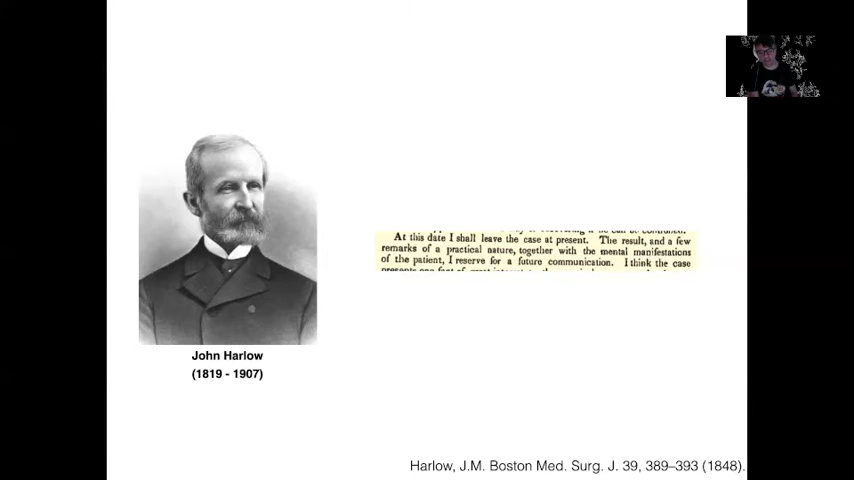 John Harlow
(1819 - 1907)
At this date I shall leave the case at present. The result, and a few
remarks of a practical nature, together with the mental manifestations
of the patient, I reserve for a future communication. I think the case
Harlow, J.M. Boston Med. Surg. J. 39, 389–393 (1848).